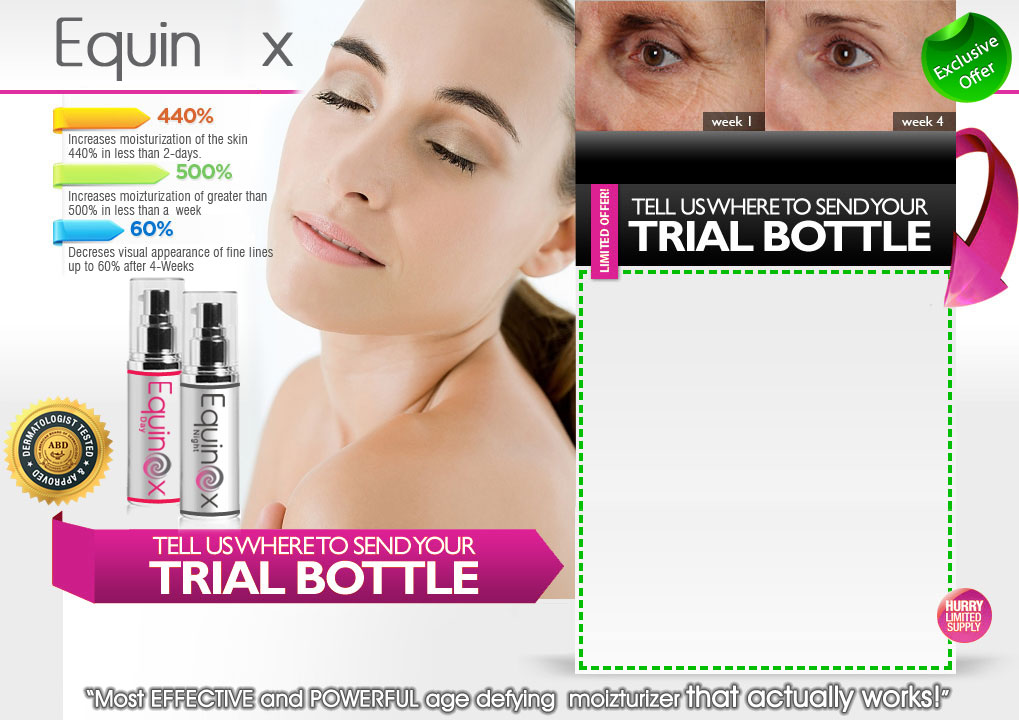 Equin x
440%
Increases moisturization of the skin
440% in less than 2-days.
500%
Increases moizturization of greater than
500% in less than a week
60%
Decreses visual appearance of fine lines
up to 60% after 4-Weeks
Equinox
Day
Equinox
Night
DERMATOLOGIST TESTED
ABD
& APPROVED
TELL US WHERE TO SEND YOUR
TRIAL BOTTLE
week 1
week 4
Exclusive
Offer
LIMITED OFFER!
TELL US WHERE TO SEND YOUR
TRIAL BOTTLE
HURRY
LIMITED
SUPPLY
“Most EFFECTIVE and POWERFUL age defying moizturizer that actually works!”